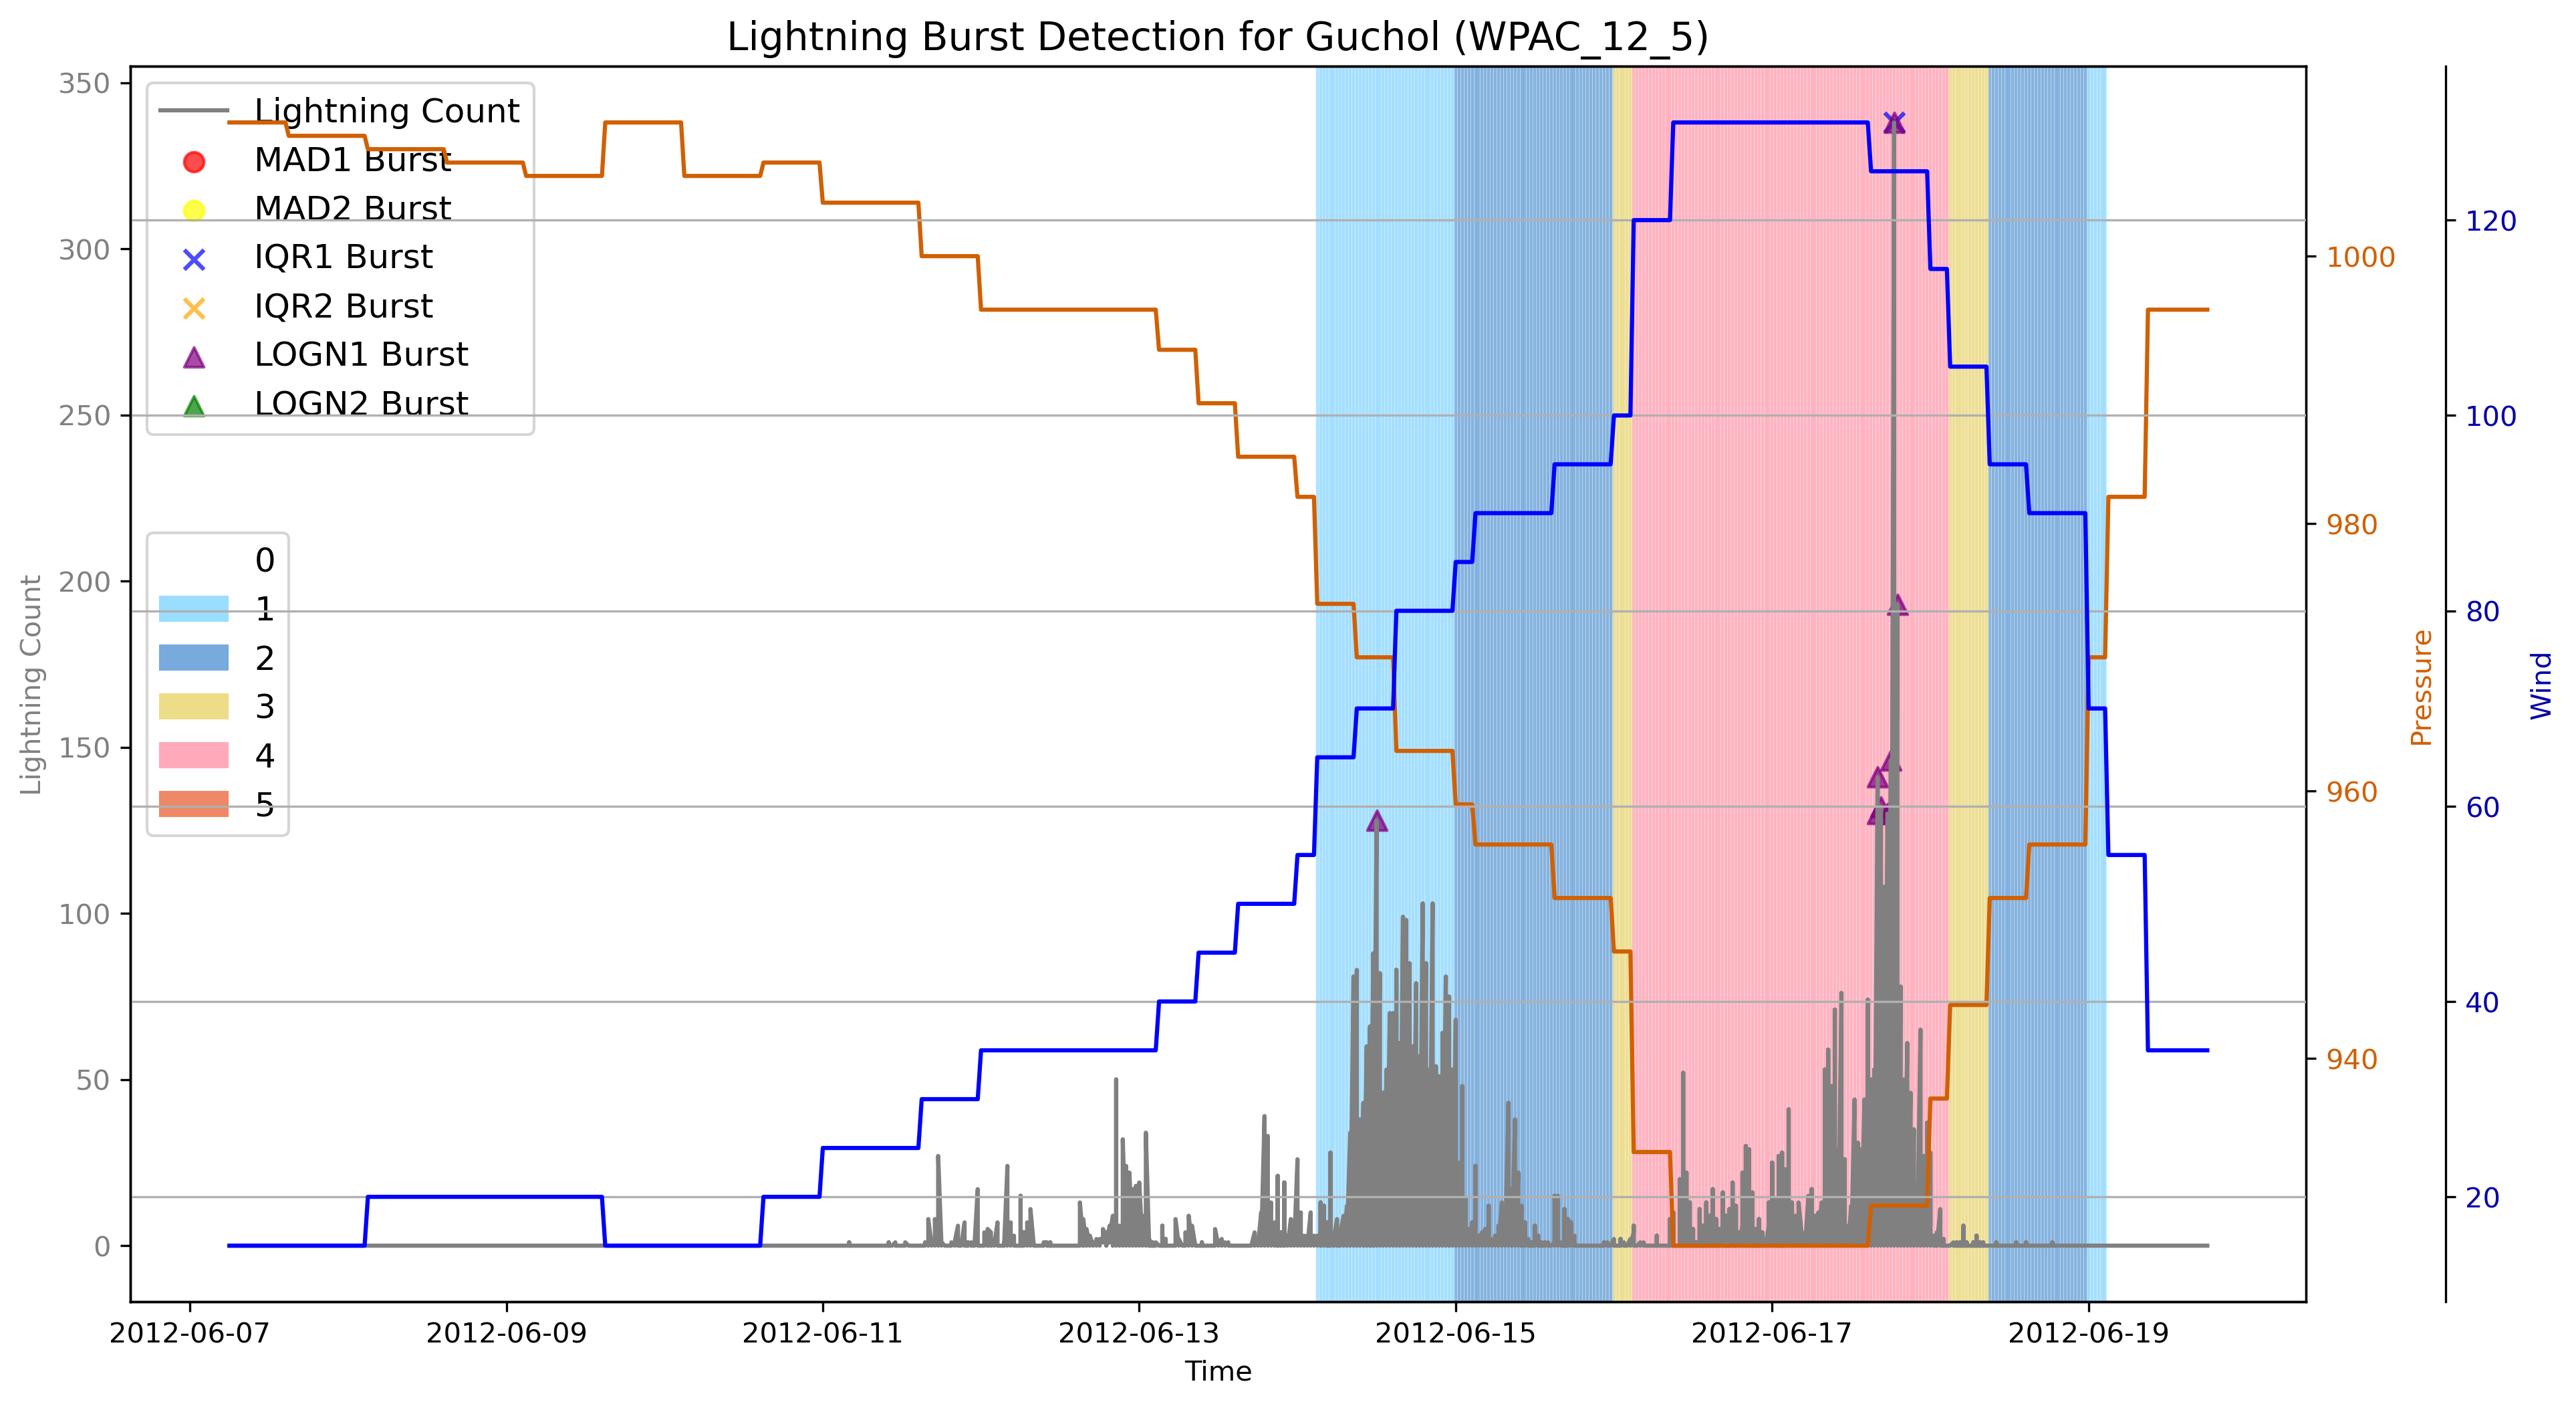 Lightning Burst Detection for Guchol (WPAC_12_5)
350
300
250
200
150
100
50
0
Lightning Count
Lightning Count
MAD1 Burst
MAD2 Burst
IQR1 Burst
IQR2 Burst
LOGN1 Burst
LOGN2 Burst
0
1
2
3
4
5
1000
980
960
940
Pressure
120
100
80
60
40
20
Wind
2012-06-07 2012-06-09 2012-06-11 2012-06-13 2012-06-15 2012-06-17 2012-06-19
Time